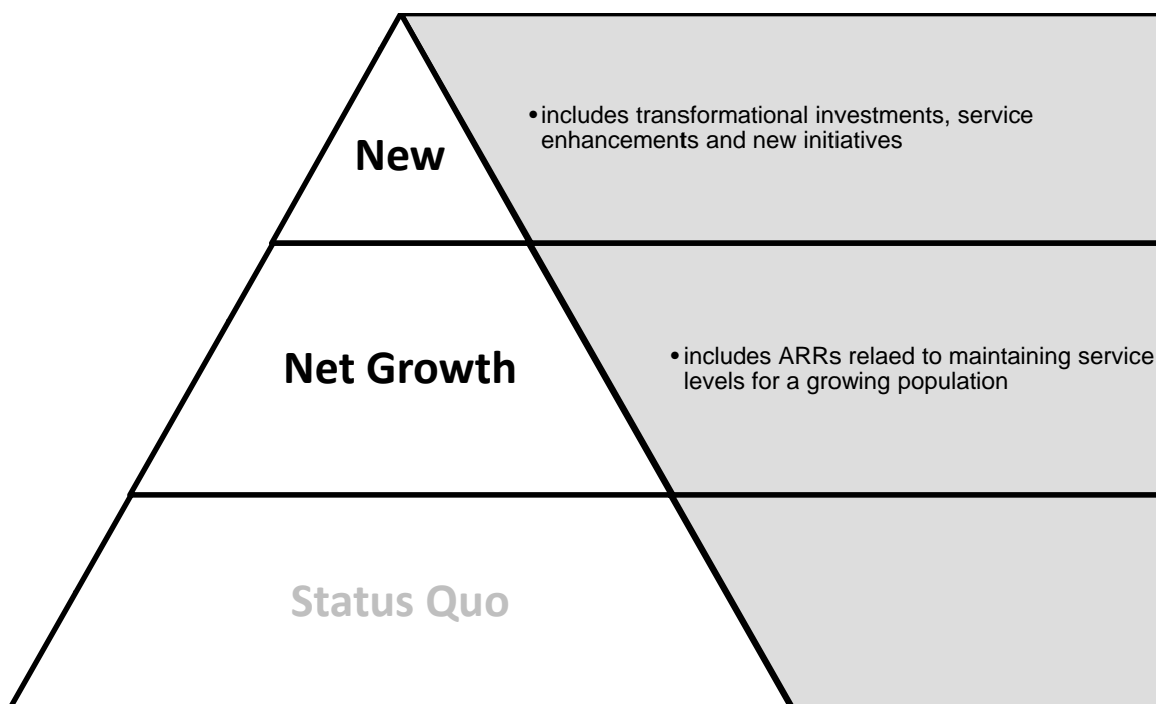 New
•includes transformational investments, service
enhancements and new initiatives
Net Growth
•includes ARRs relaed to maintaining service
levels for a growing population
Status Quo